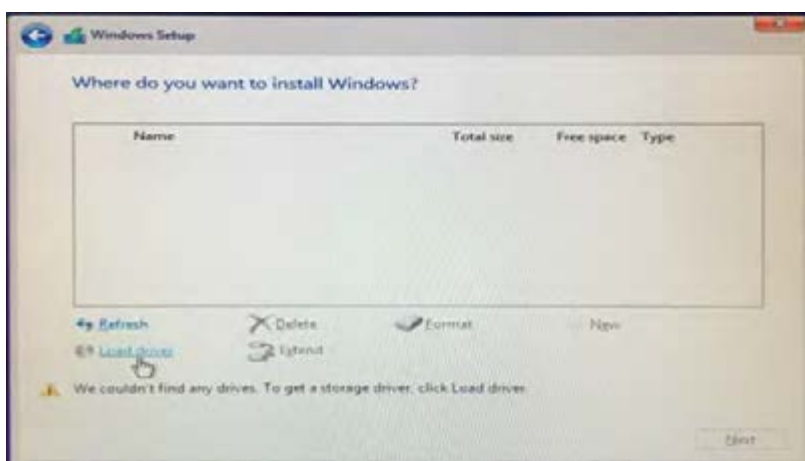 Windows Setup
Where do you want to install Windows?
Name Total size Free space Type
Refresh Delete Format New
Load driver Extend
We couldn't find any drives. To get a storage driver, click Load driver.
Next